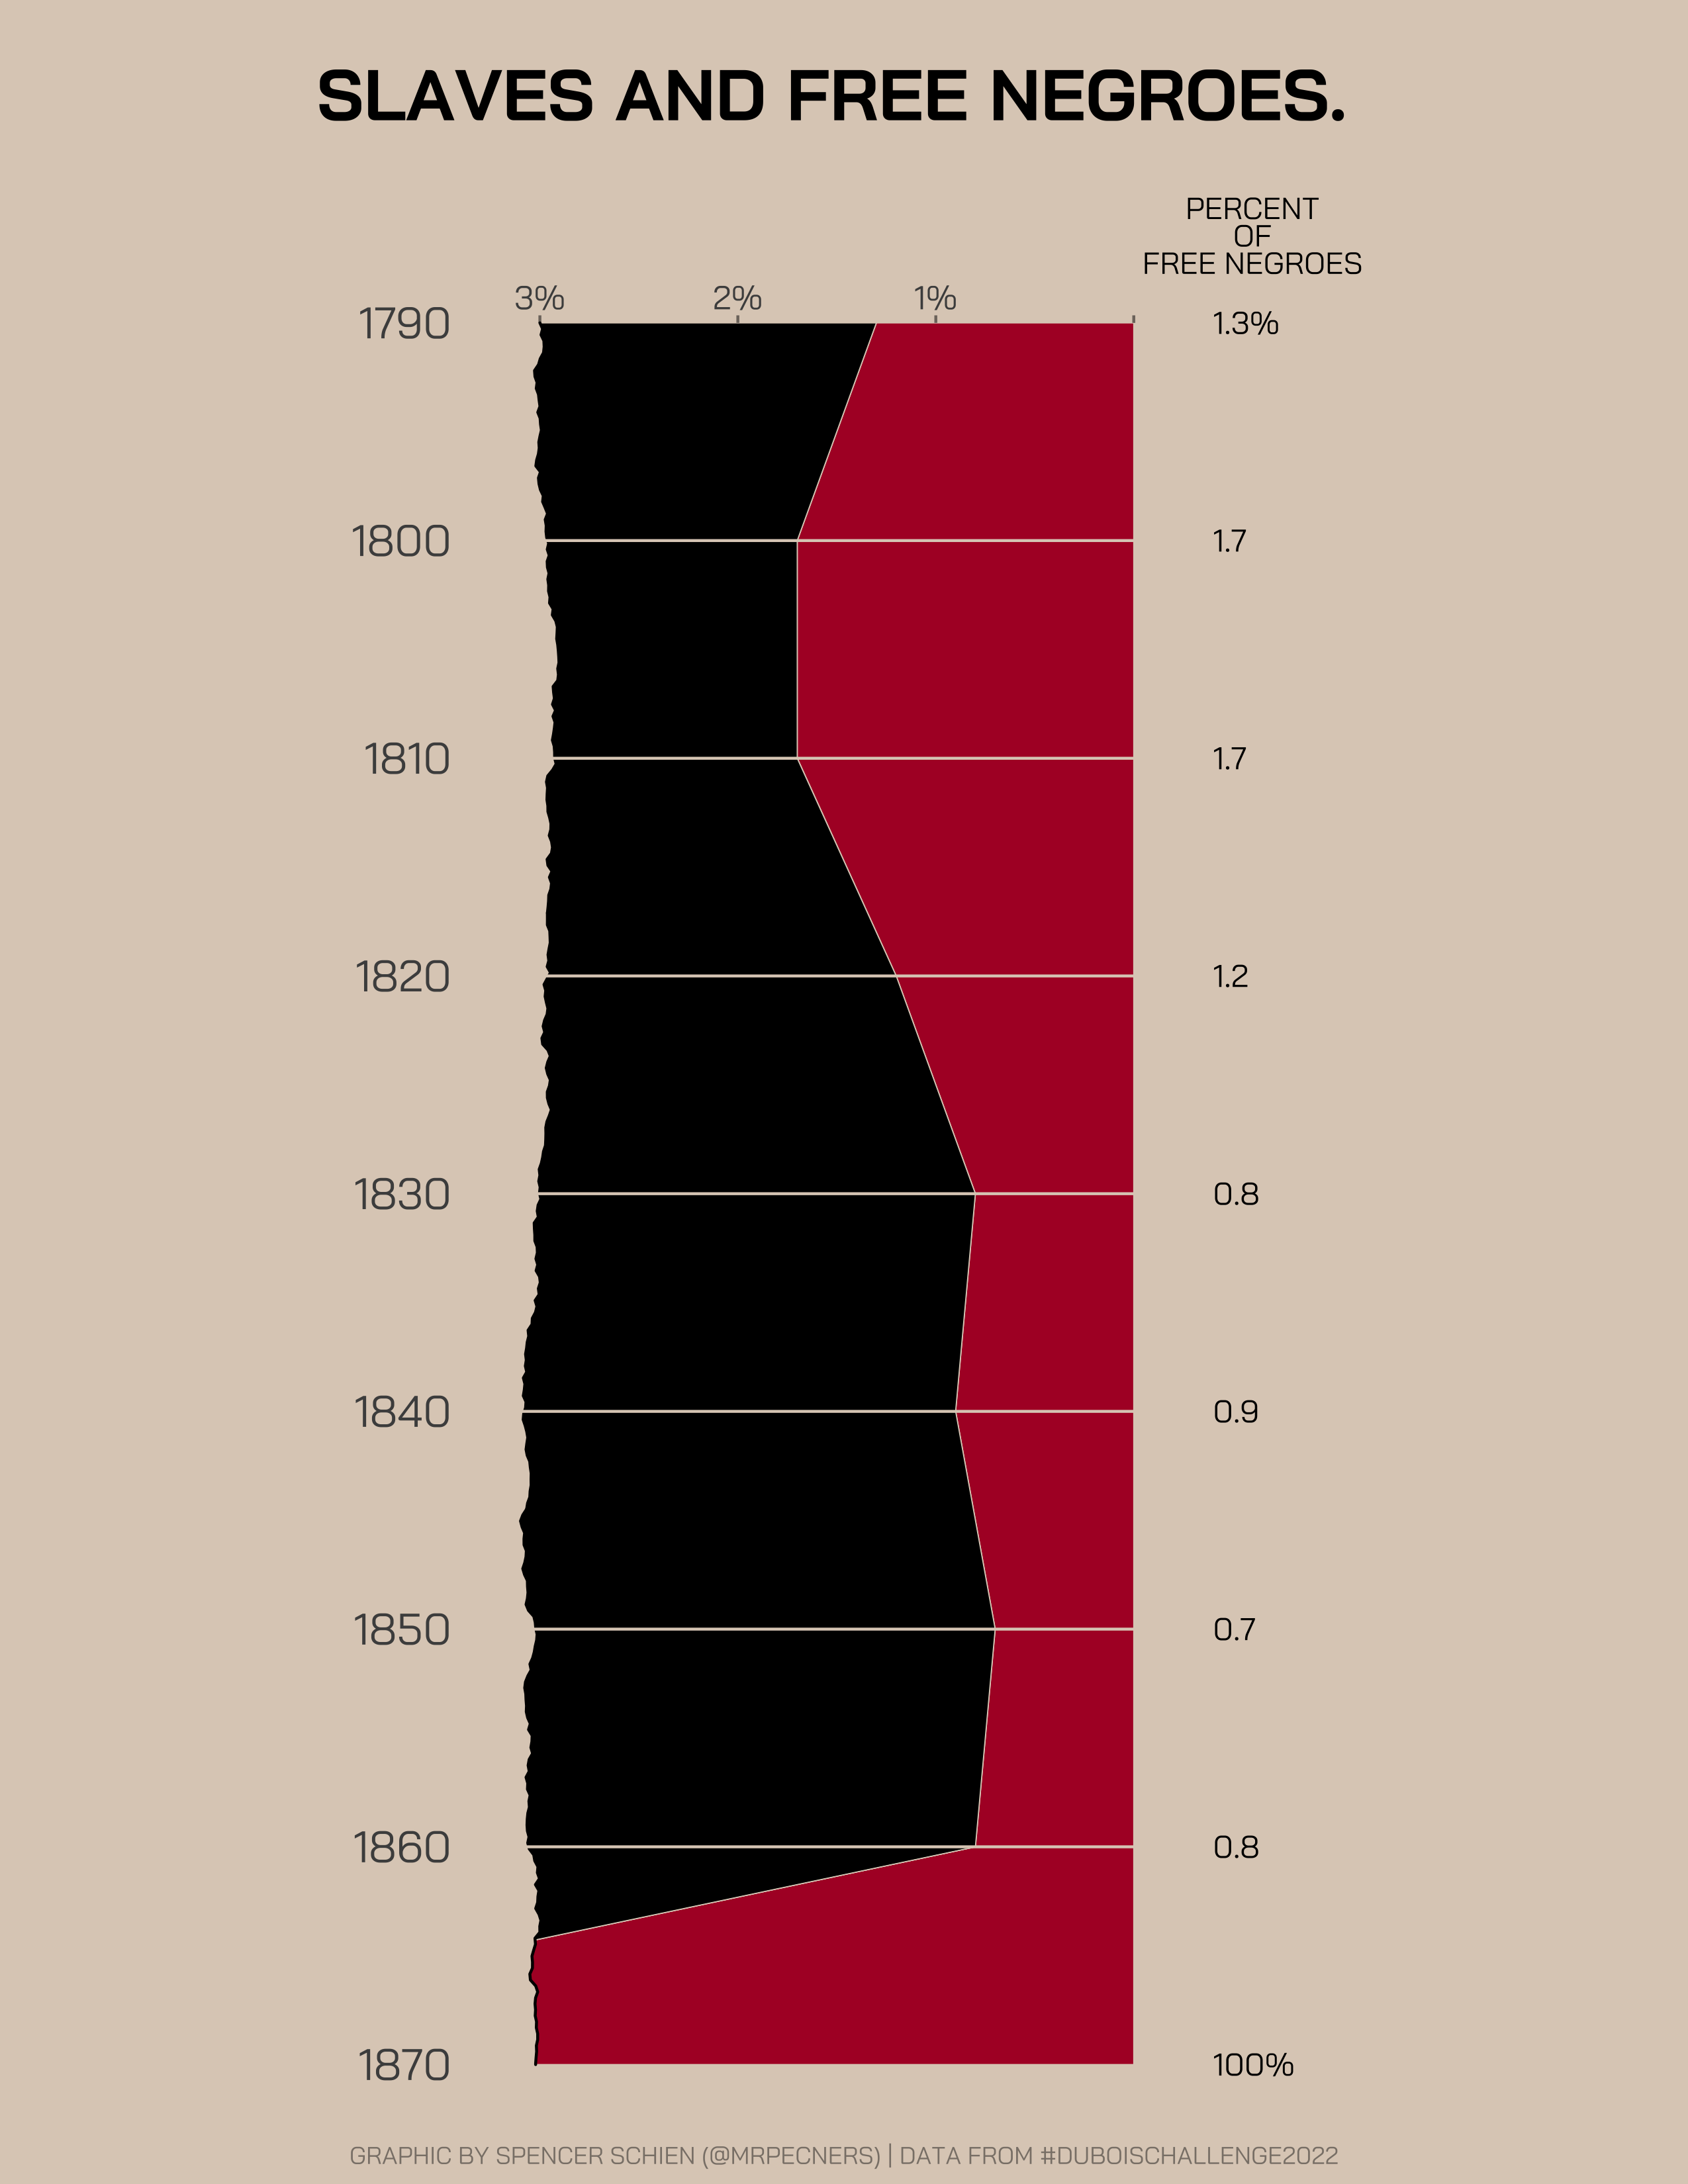 SLAVES AND FREE NEGROES.
PERCENT
OF
FREE NEGROES
3% 2% 1%
1790 1.3%
1800 1.7
1810 1.7
1820 1.2
1830 0.8
1840 0.9
1850 0.7
1860 0.8
1870 100%
GRAPHIC BY SPENCER SCHIEN (@MRPECNERS) | DATA FROM #DUBOISCHALLENGE2022